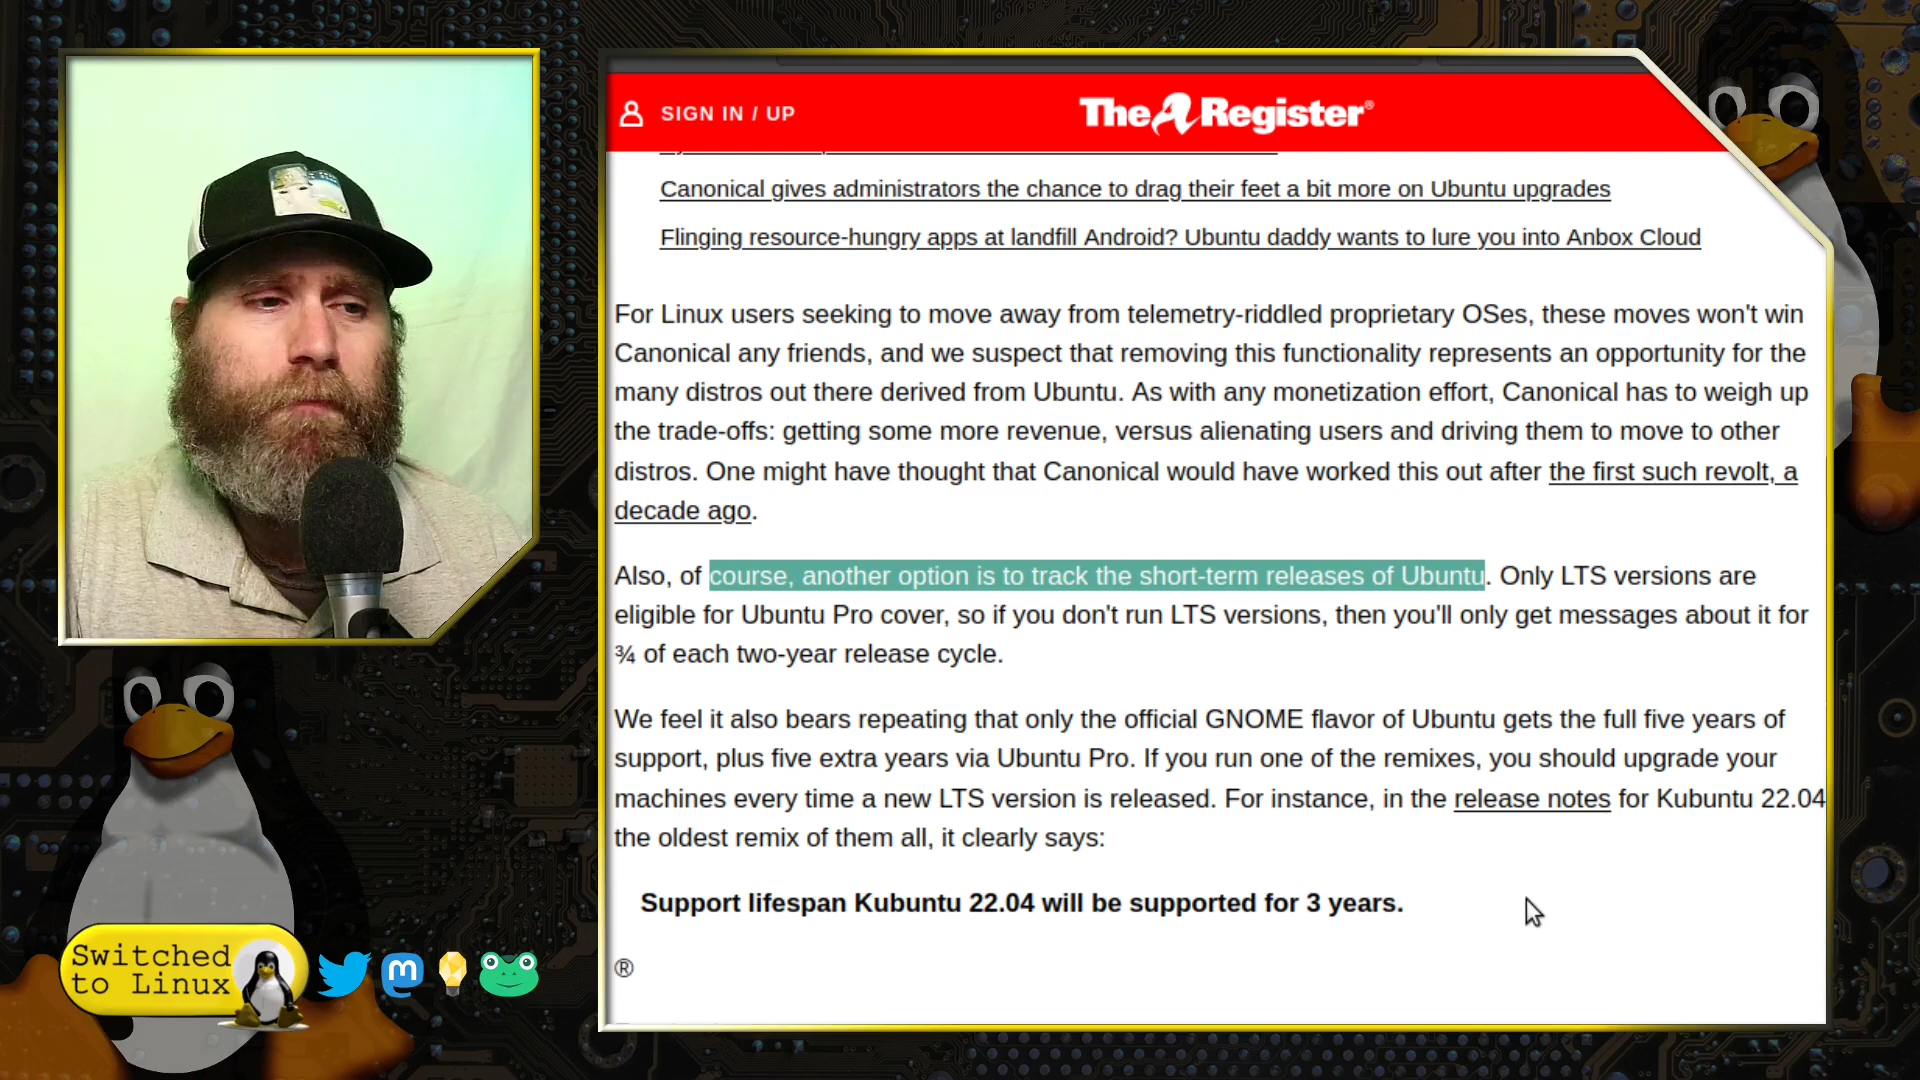 SIGN IN / UP
The Register®
Canonical gives administrators the chance to drag their feet a bit more on Ubuntu upgrades
Flinging resource-hungry apps at landfill Android? Ubuntu daddy wants to lure you into Anbox Cloud
For Linux users seeking to move away from telemetry-riddled proprietary OSes, these moves won't win
Canonical any friends, and we suspect that removing this functionality represents an opportunity for the
many distros out there derived from Ubuntu. As with any monetization effort, Canonical has to weigh up
the trade-offs: getting some more revenue, versus alienating users and driving them to move to other
distros. One might have thought that Canonical would have worked this out after the first such revolt, a
decade ago.
Also, of course, another option is to track the short-term releases of Ubuntu. Only LTS versions are
eligible for Ubuntu Pro cover, so if you don't run LTS versions, then you'll only get messages about it for
¾ of each two-year release cycle.
We feel it also bears repeating that only the official GNOME flavor of Ubuntu gets the full five years of
support, plus five extra years via Ubuntu Pro. If you run one of the remixes, you should upgrade your
machines every time a new LTS version is released. For instance, in the release notes for Kubuntu 22.04
the oldest remix of them all, it clearly says:
Support lifespan Kubuntu 22.04 will be supported for 3 years.
®
Switched
to Linux